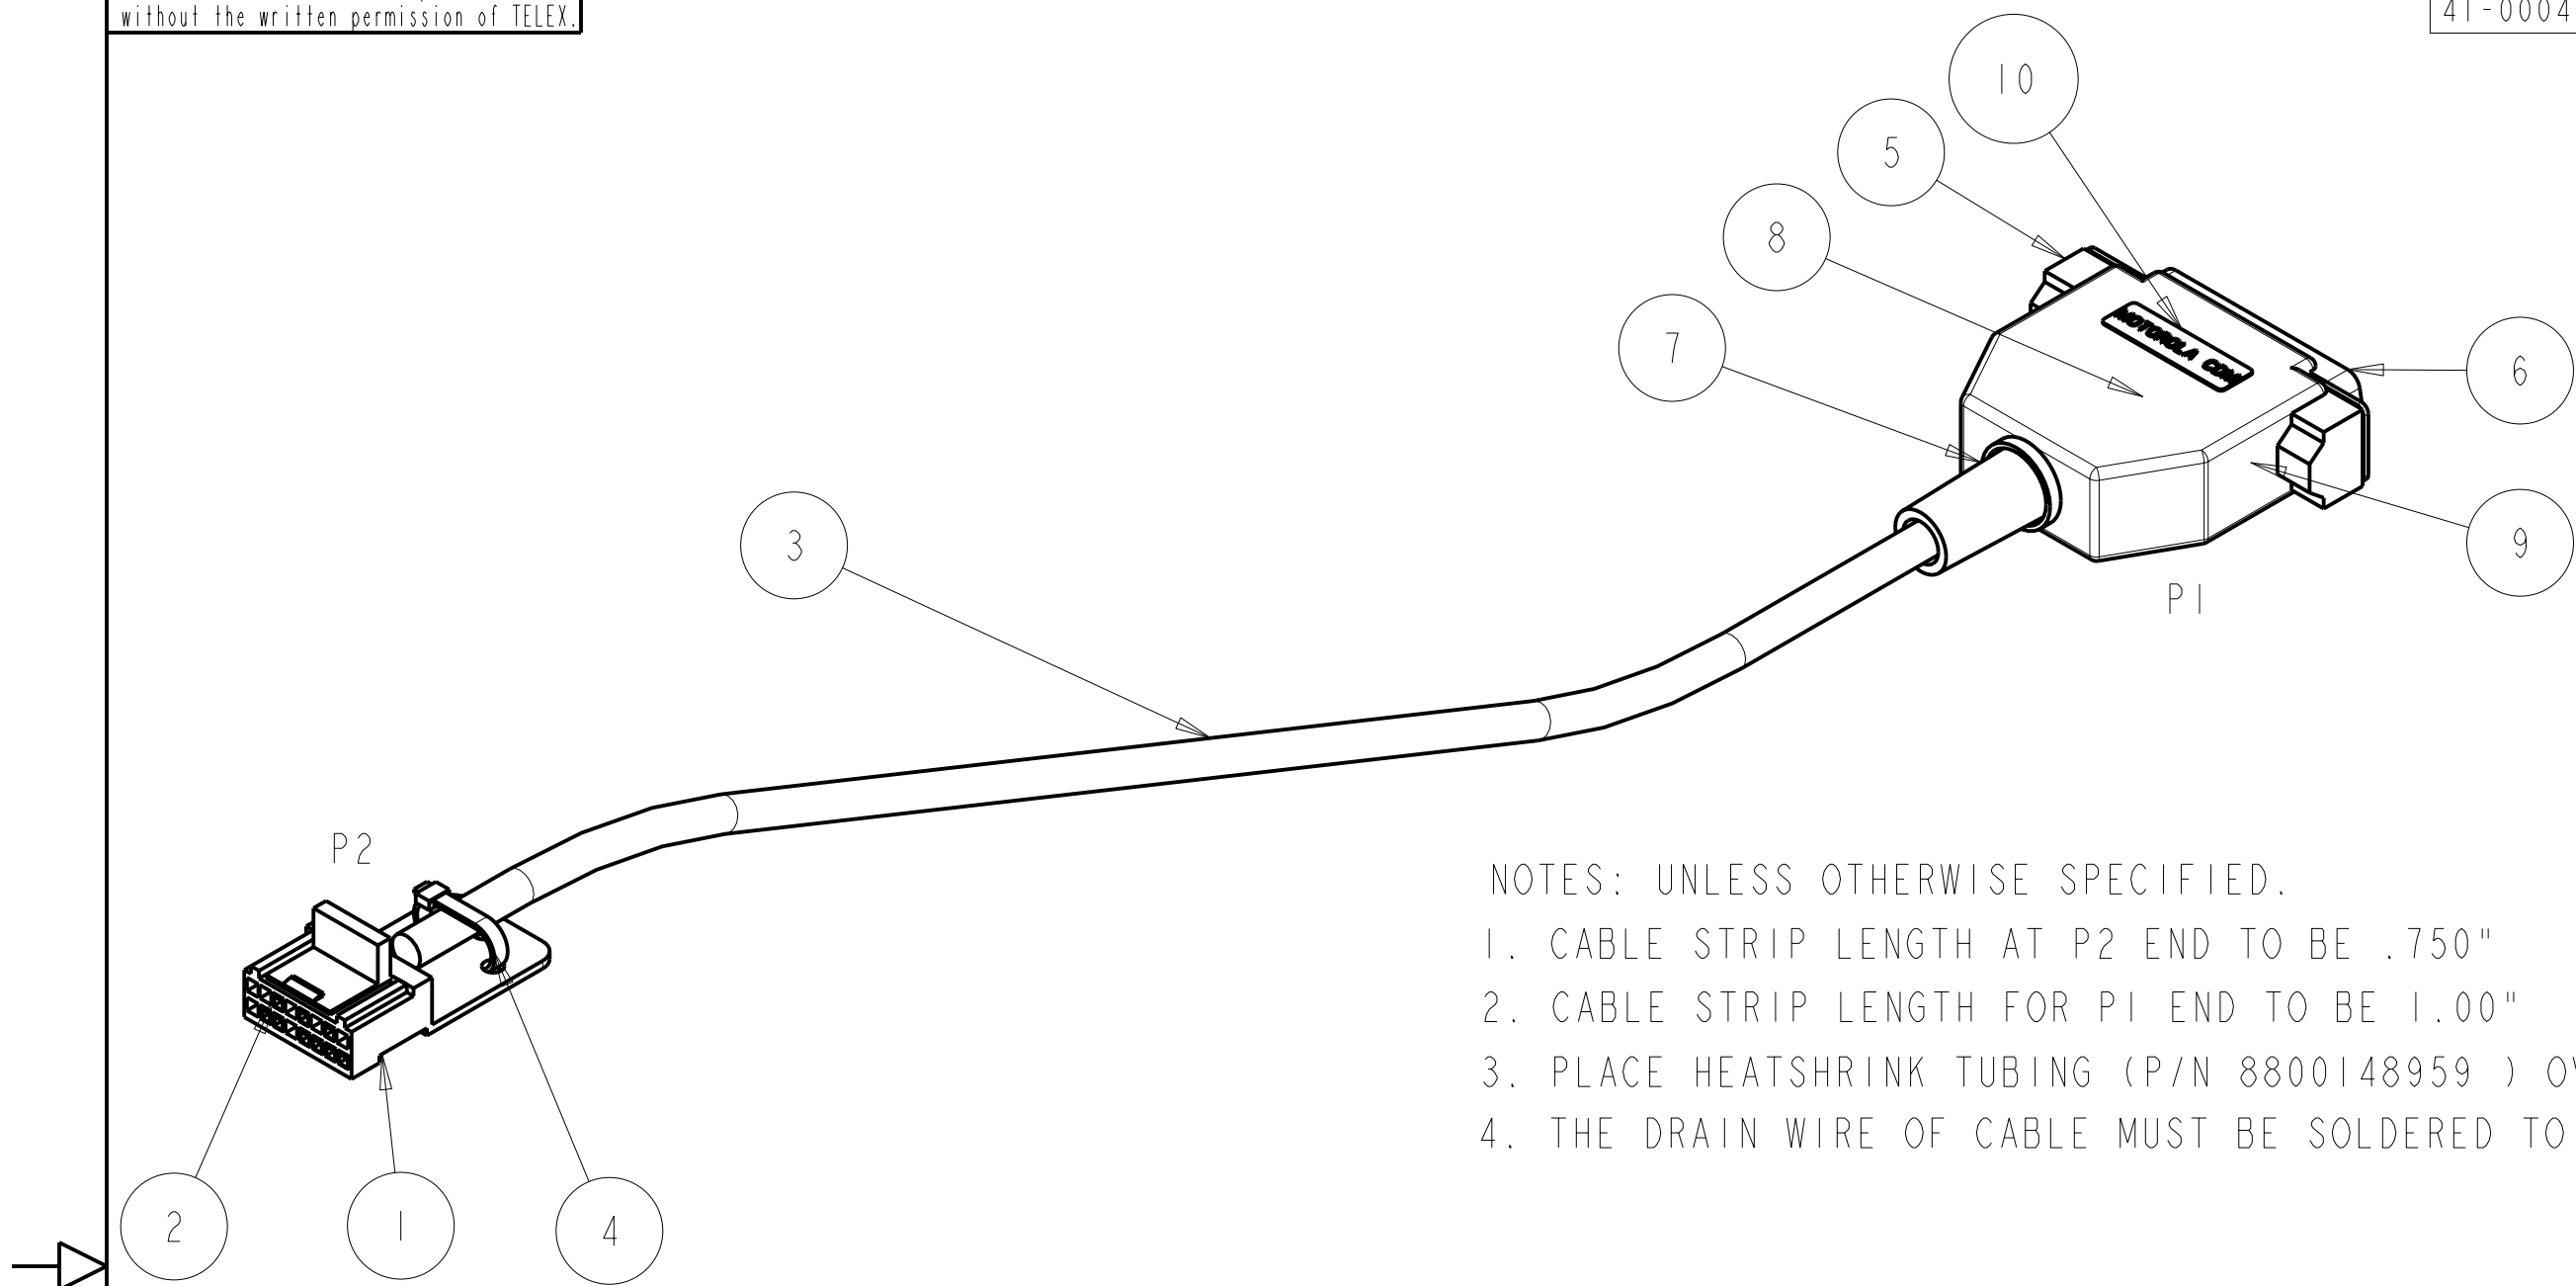 without the written permission of TELEX.
41-0004
10
5
8
7
MOTOROLA CDM
6
9
3
P1
P2
NOTES: UNLESS OTHERWISE SPECIFIED.
1. CABLE STRIP LENGTH AT P2 END TO BE .750"
2. CABLE STRIP LENGTH FOR P1 END TO BE 1.00"
3. PLACE HEATSHRINK TUBING (P/N 8800148959 )
4. THE DRAIN WIRE OF CABLE MUST BE SOLDERED TO
2
1
4